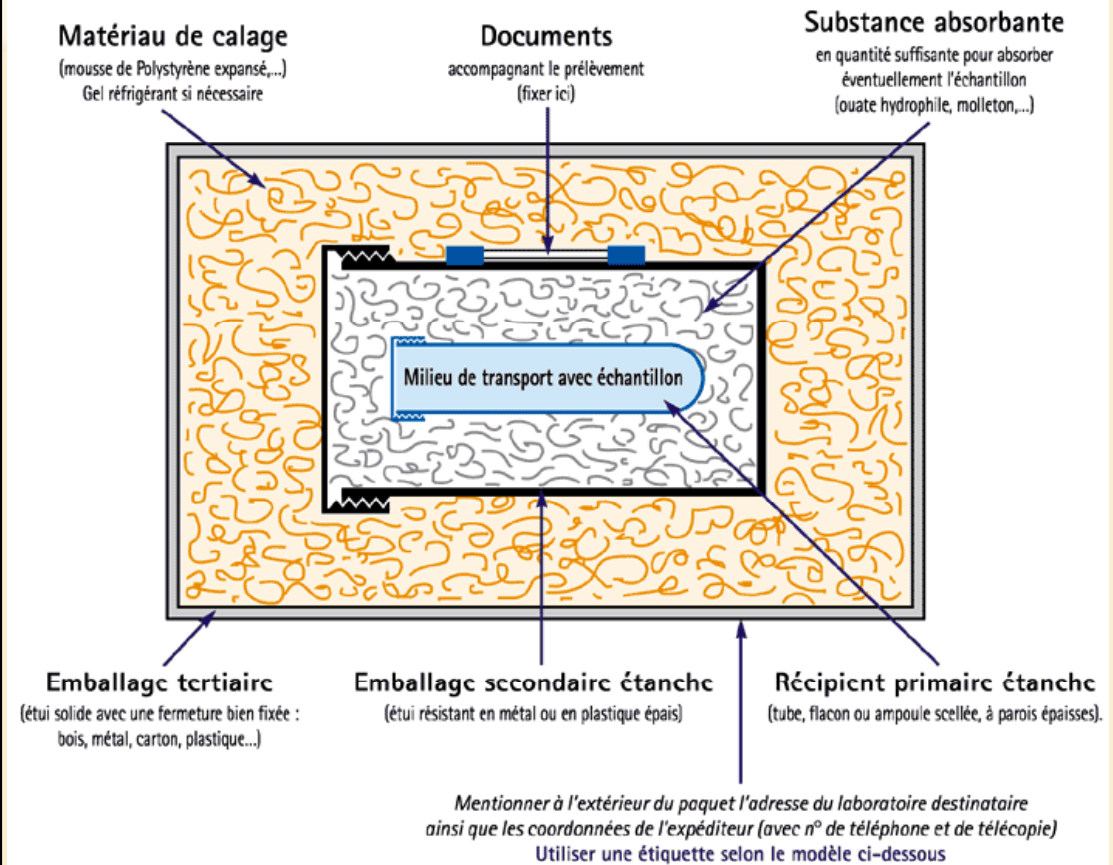 Matériau de calage
(mousse de Polystyrène expansé,...)
Gel réfrigérant si nécessaire
Documents
accompagnant le prélèvement
(fixer ici)
Substance absorbante
en quantité suffisante pour absorber
éventuellement l'échantillon
(ouate hydrophile, molleton,...)
Milieu de transport avec échantillon
Emballage tertiaire
(étui solide avec une fermeture bien fixée :
bois, métal, carton, plastique...)
Emballage secondaire étanche
(étui résistant en métal ou en plastique épais)
Récipient primaire étanche
(tube, flacon ou ampoule scellée, à parois épaisses).
Mentionner à l'extérieur du paquet l'adresse du laboratoire destinataire
ainsi que les coordonnées de l'expéditeur (avec n° de téléphone et de télécopie)
Utiliser une étiquette selon le modèle ci-dessous